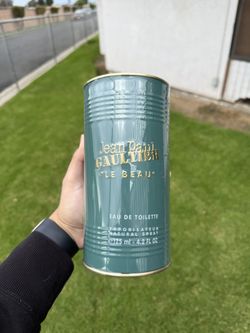 Jean Paul
GAULTIER
"LE BEAU"
EAU DE TOILETTE
VAPORISATEUR
NATURAL SPRAY
125 ml 4.2 FL OZ